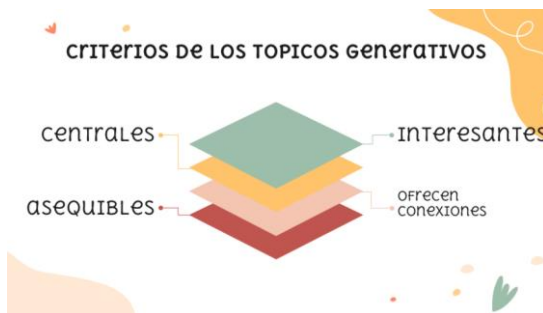 CRITERIOS DE LOS TOPICOS GENERATIVOS
CENTRALES
INTERESANTES
ASEQUIBLES
OFRECEN
CONEXIONES